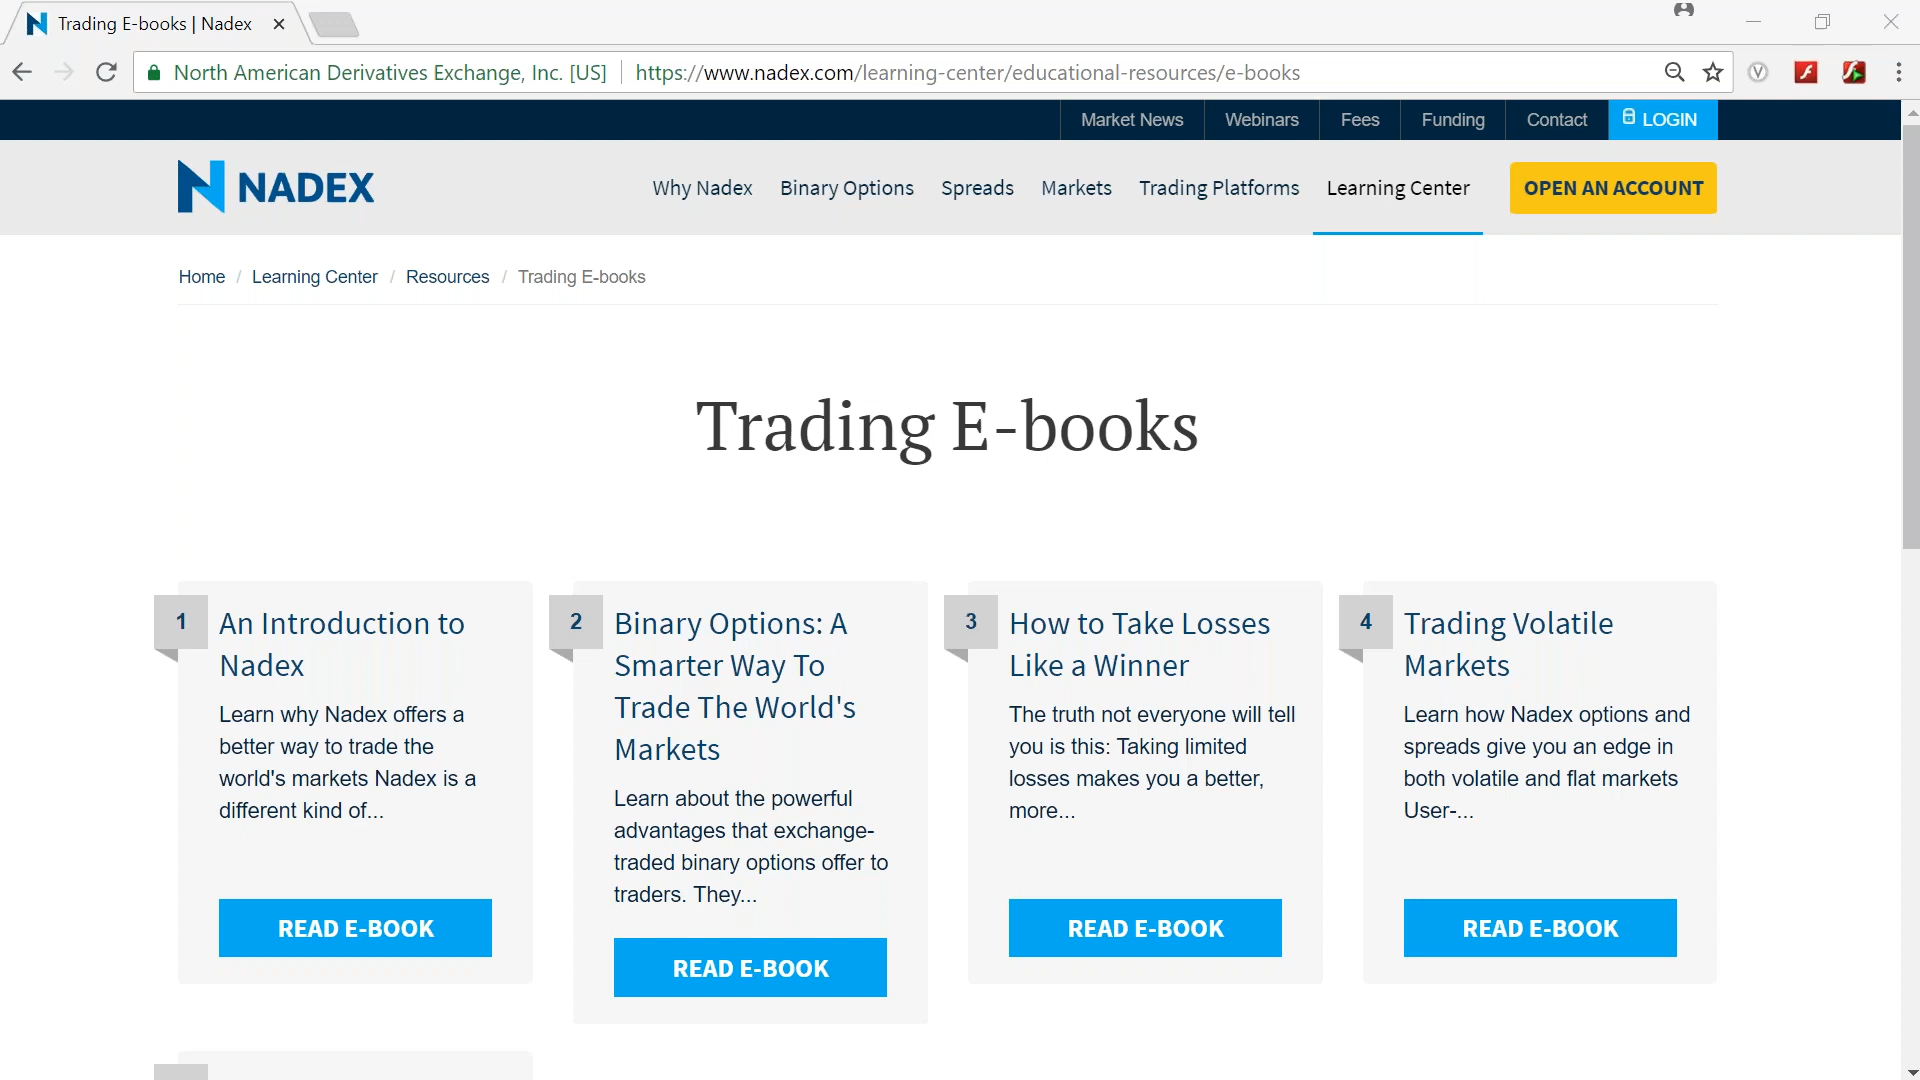 Trading E-books | Nadex
North American Derivatives Exchange, Inc. [US] https://www.nadex.com/learning-center/educational-resources/e-books
Market News Webinars Fees Funding Contact LOGIN
NADEX Why Nadex Binary Options Spreads Markets Trading Platforms Learning Center OPEN AN ACCOUNT
Home / Learning Center / Resources / Trading E-books
Trading E-books
1 An Introduction to
Nadex
Learn why Nadex offers a
better way to trade the
world's markets Nadex is a
different kind of...
READ E-BOOK
2 Binary Options: A
Smarter Way To
Trade The World's
Markets
Learn about the powerful
advantages that exchange-
traded binary options offer to
traders. They...
READ E-BOOK
3 How to Take Losses
Like a Winner
The truth not everyone will tell
you is this: Taking limited
losses makes you a better,
more...
READ E-BOOK
4 Trading Volatile
Markets
Learn how Nadex options and
spreads give you an edge in
both volatile and flat markets
User-...
READ E-BOOK